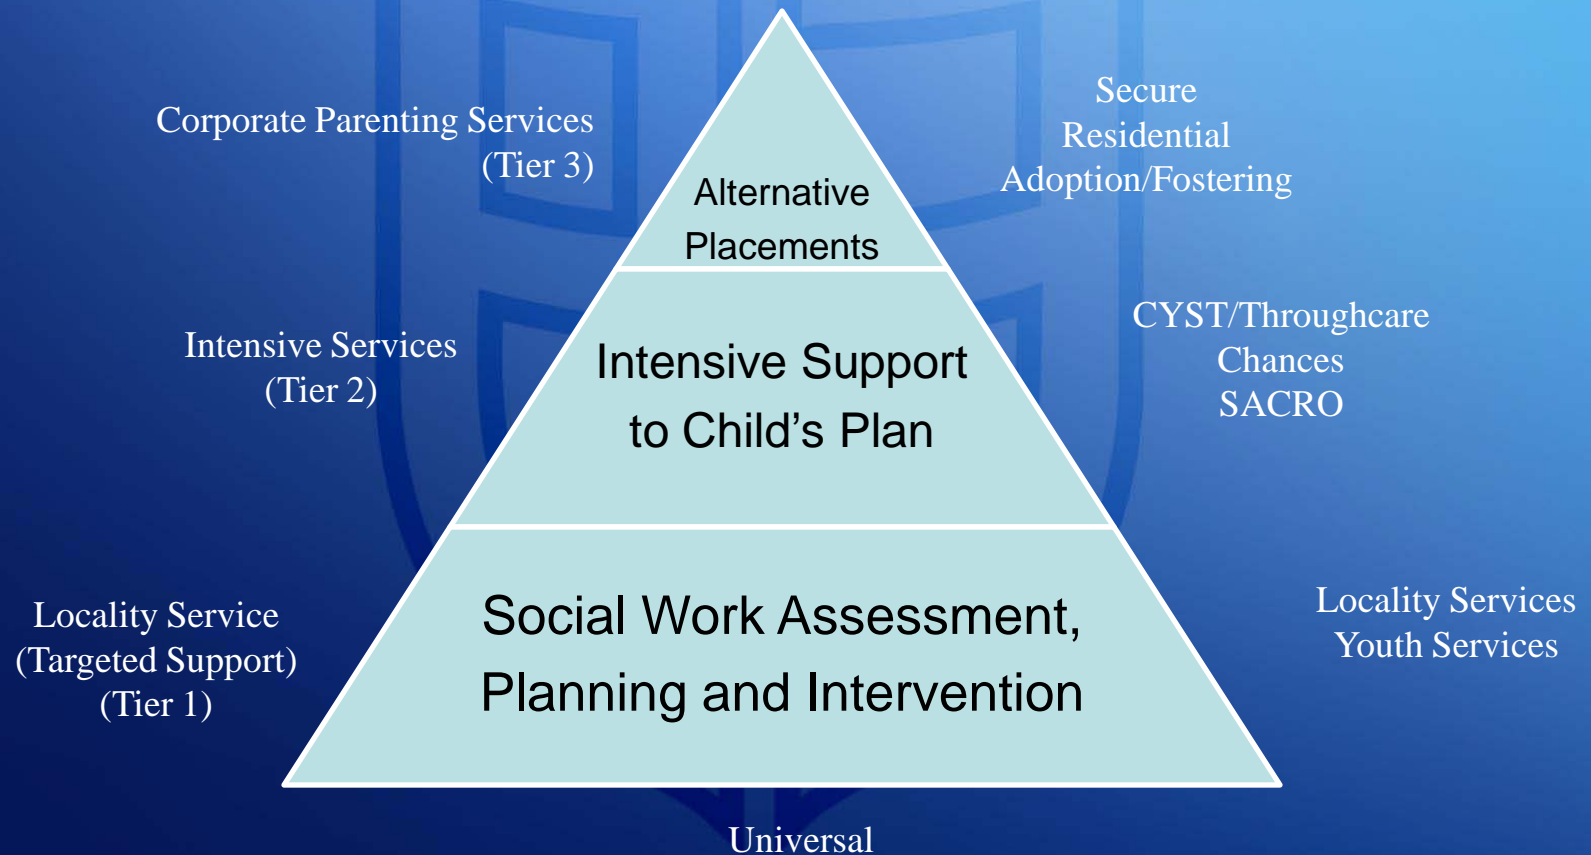 Corporate Parenting Services
(Tier 3)
Alternative
Placements
Secure
Residential
Adoption/Fostering
Intensive Services
(Tier 2)
Intensive Support
to Child’s Plan
CYST/Throughcare
Chances
SACRO
Locality Service
(Targeted Support)
(Tier 1)
Social Work Assessment,
Planning and Intervention
Locality Services
Youth Services
Universal